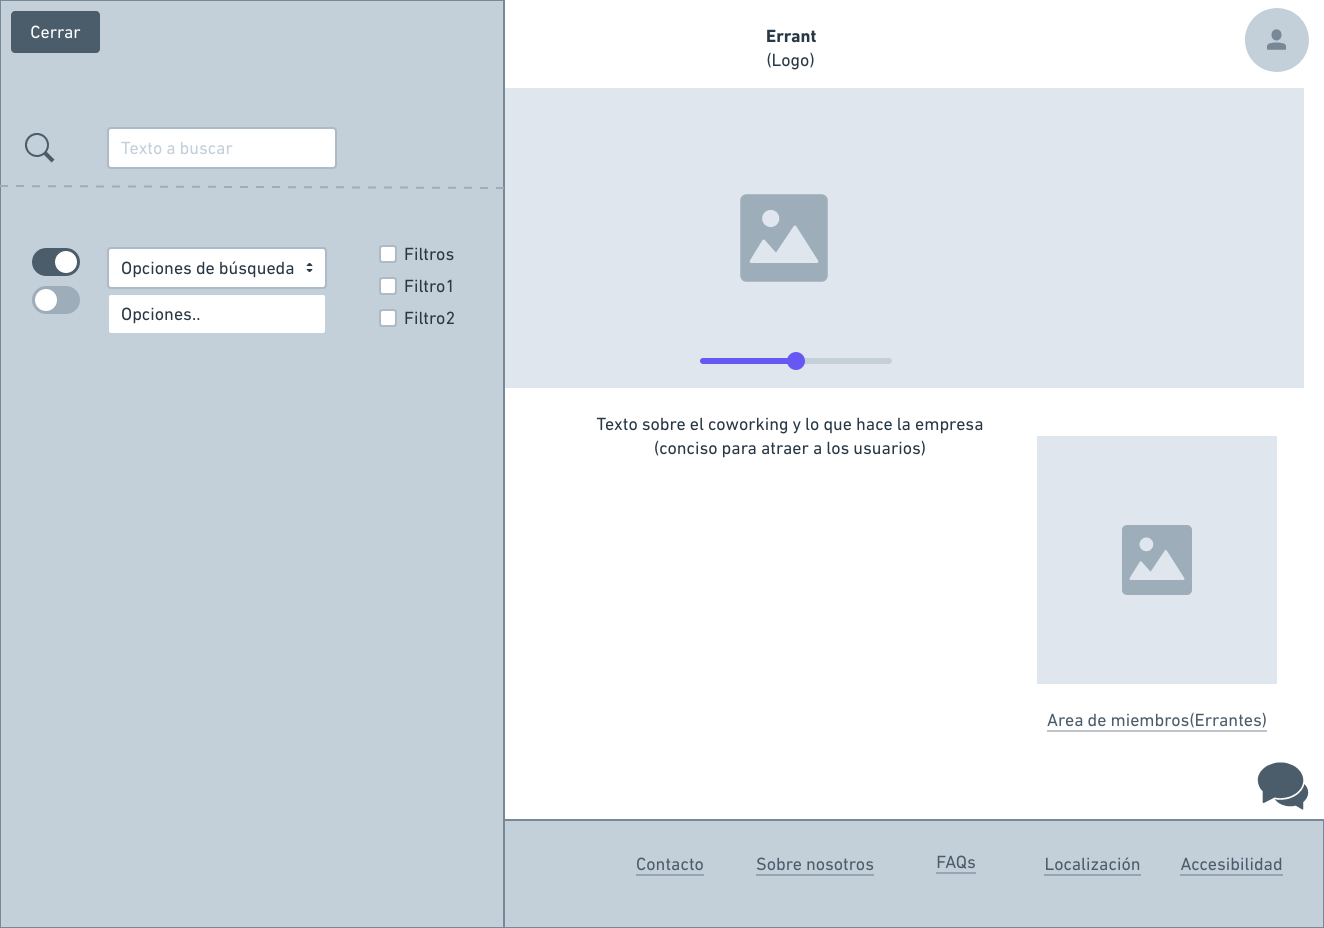 Cerrar
Texto a buscar
Opciones de búsqueda
Opciones..
Filtros
Filtro1
Filtro2
Errant
(Logo)
Texto sobre el coworking y lo que hace la empresa
(conciso para atraer a los usuarios)
Area de miembros(Errantes)
Contacto
Sobre nosotros
FAQs
Localización
Accesibilidad